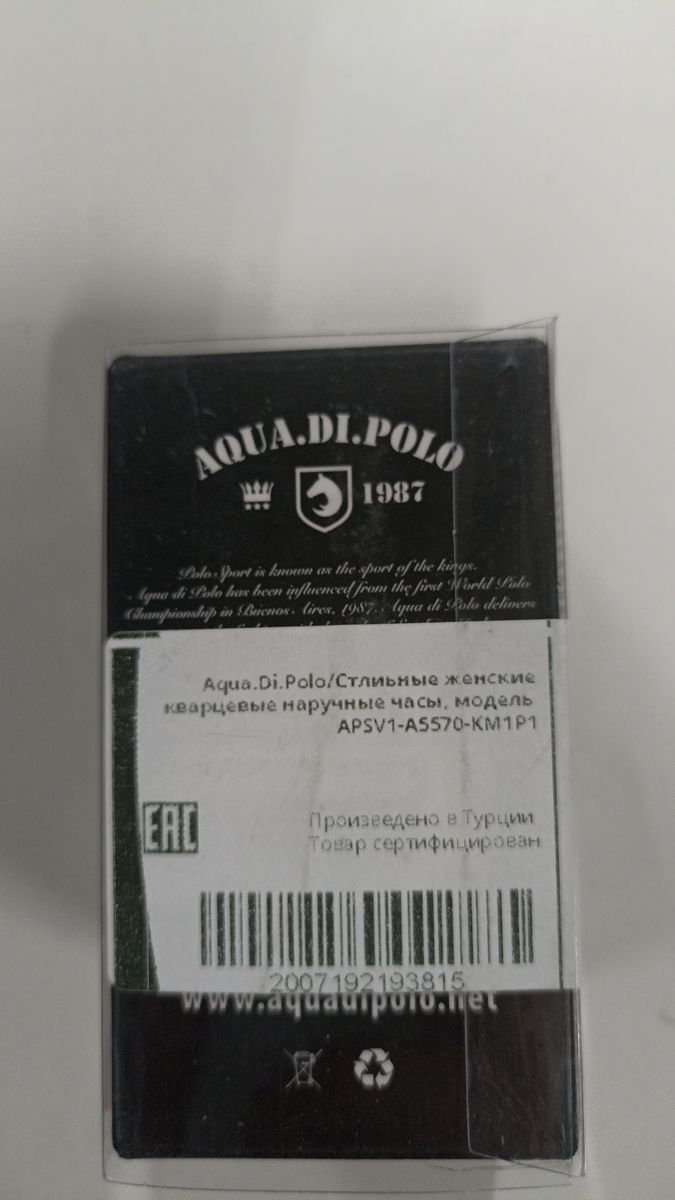 AQUA.DI.POLO
1987
Polo Sport is known as the sport of the kings.
Aqua di Polo has been influenced from the first World Polo
Championship in Buenos Aires, 1987. Aqua di Polo delivers
Aqua.Di.Polo/Стлиьные женские
кварцевые наручные часы, модель
APSV1-A5570-KM1P1
EAC
Произведено в Турции
Товар сертифицирован
2007192193815
www.aquadipolo.net